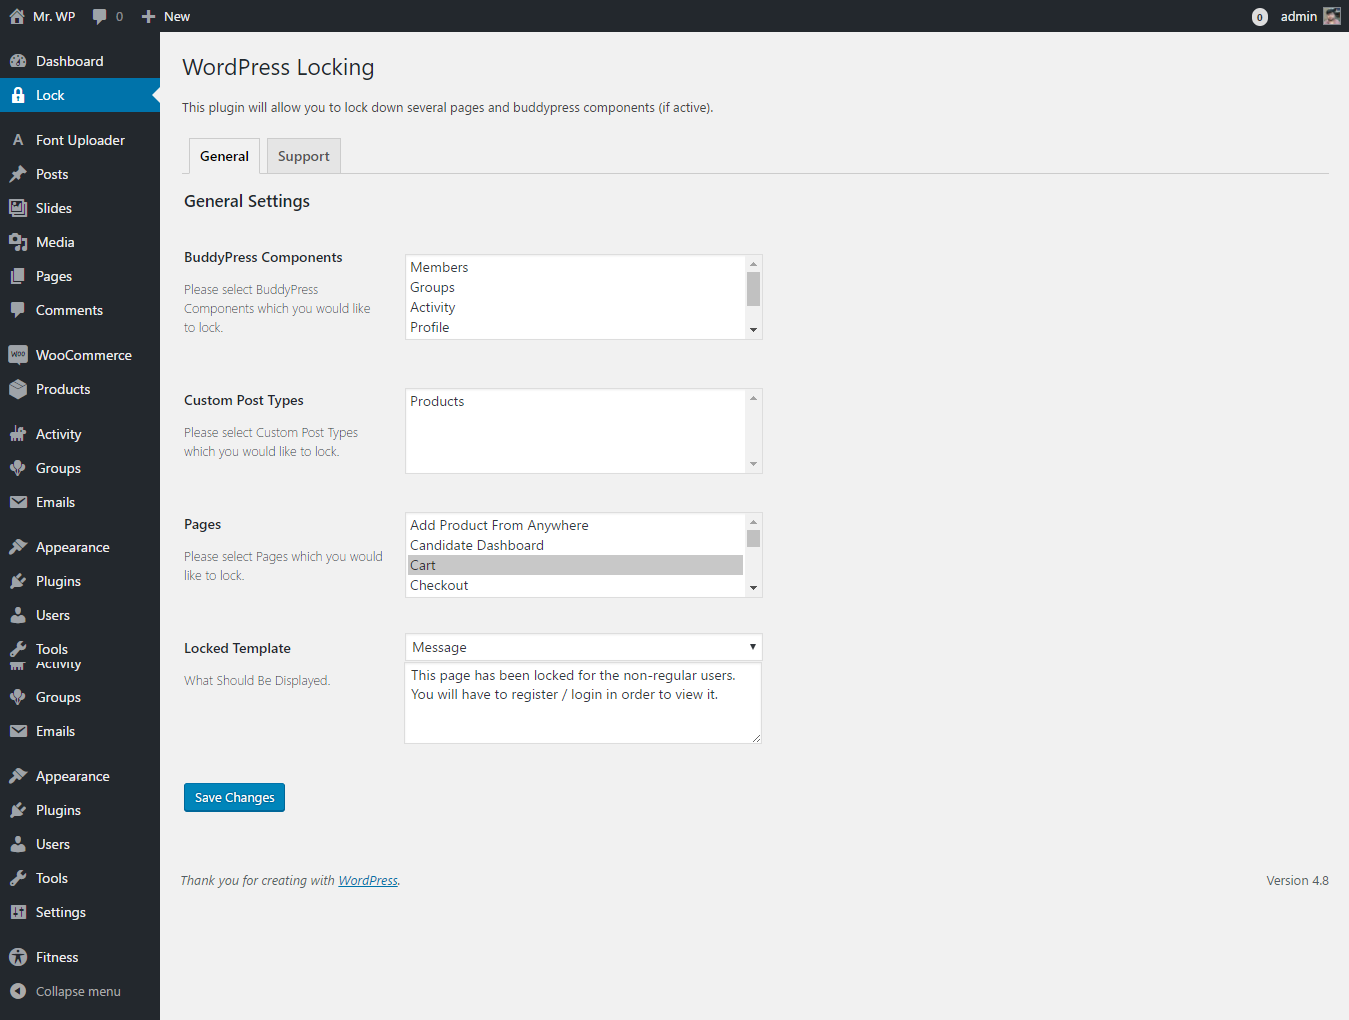 Mr. WP 0 New 0 admin
Dashboard
Lock
Font Uploader
Posts
Slides
Media
Pages
Comments
WooCommerce
Products
Activity
Groups
Emails
Appearance
Plugins
Users
Tools
Activity
Groups
Emails
Appearance
Plugins
Users
Tools
Settings
Fitness
Collapse menu
WordPress Locking
This plugin will allow you to lock down several pages and buddypress components (if active).
General Support
General Settings
BuddyPress Components
Please select BuddyPress
Components which you would like
to lock.
Members
Groups
Activity
Profile
Custom Post Types
Please select Custom Post Types
which you would like to lock.
Products
Pages
Please select Pages which you would
like to lock.
Add Product From Anywhere
Candidate Dashboard
Cart
Checkout
Locked Template
What Should Be Displayed.
Message
This page has been locked for the non-regular users.
You will have to register / login in order to view it.
Save Changes
Thank you for creating with WordPress.
Version 4.8